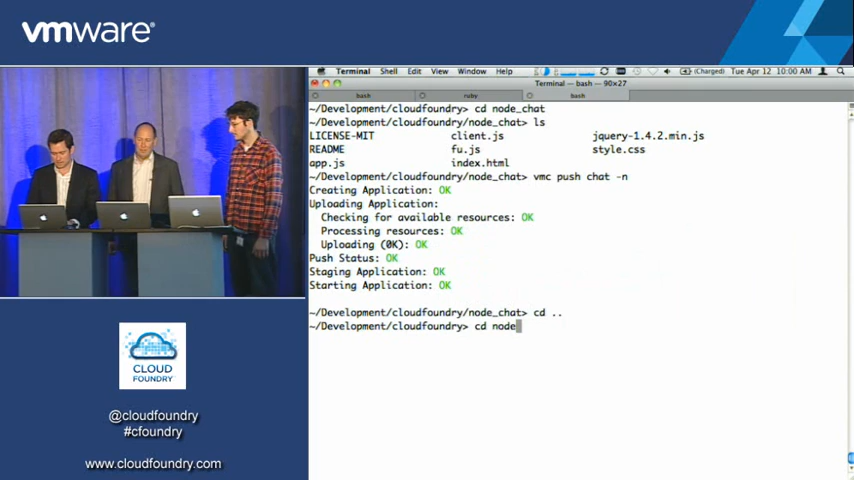 vmware®
Terminal Shell Edit View Window Help (Charged) Tue Apr 12 10:00 AM
Terminal — bash — 90×27
bash ruby bash
~/Development/cloudfoundry> cd node_chat
~/Development/cloudfoundry/node_chat> ls
LICENSE-MIT client.js jquery-1.4.2.min.js
README fu.js style.css
app.js index.html
~/Development/cloudfoundry/node_chat> vmc push chat -n
Creating Application: OK
Uploading Application:
Checking for available resources: OK
Processing resources: OK
Uploading (0K): OK
Push Status: OK
Staging Application: OK
Starting Application: OK
~/Development/cloudfoundry/node_chat> cd ..
~/Development/cloudfoundry> cd node
CLOUD
FOUNDRY
@cloudfoundry
#cfoundry
www.cloudfoundry.com